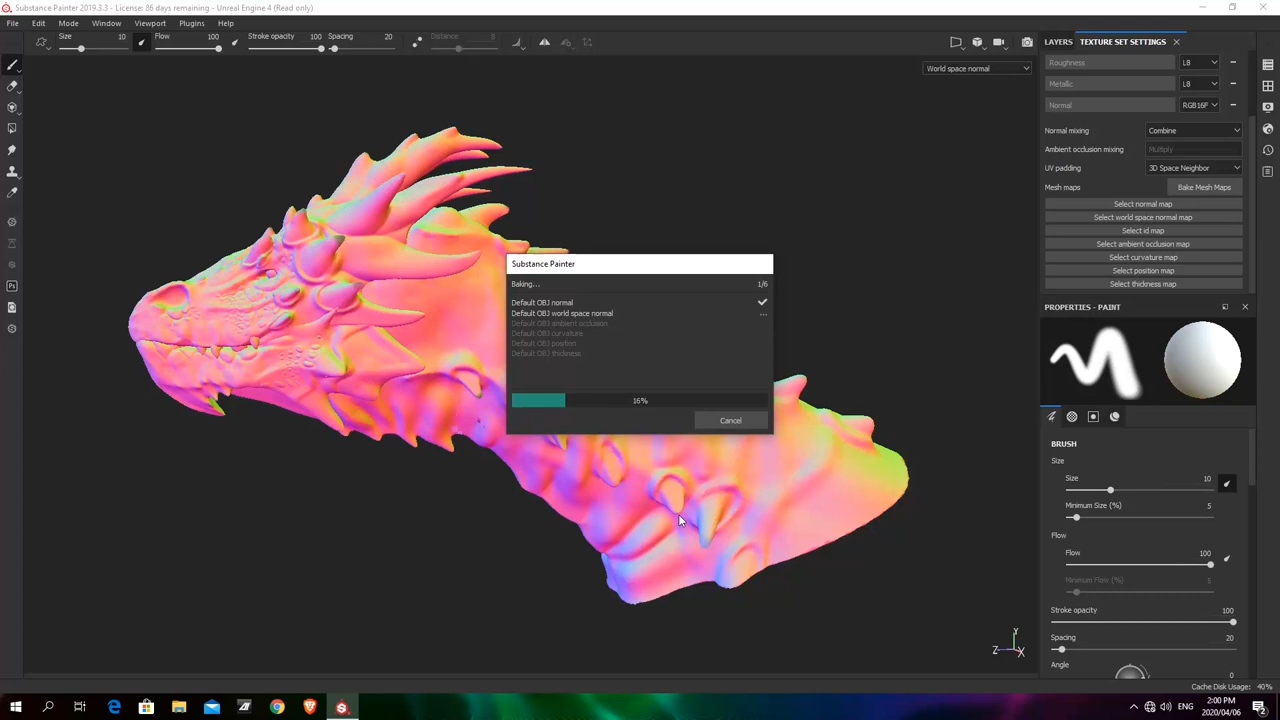 Substance Painter 2019.3.3 - License: 86 days remaining - Unreal Engine 4 (Read only)
File Edit Mode Window Viewport Plugins Help
Size 10 Flow 100 Stroke opacity 100 Spacing 20 Distance 8
LAYERS TEXTURE SET SETTINGS
World space normal
Roughness L8
Metallic L8
Normal RGB16F
Normal mixing Combine
Ambient occlusion mixing Multiply
UV padding 3D Space Neighbor
Mesh maps Bake Mesh Maps
Select normal map
Select world space normal map
Select id map
Select ambient occlusion map
Select curvature map
Select position map
Select thickness map
Substance Painter
Baking... 1/6
Default OBJ normal
Default OBJ world space normal ...
Default OBJ ambient occlusion
Default OBJ curvature
Default OBJ position
Default OBJ thickness
16%
Cancel
PROPERTIES - PAINT
BRUSH
Size
Size 10
Minimum Size (%) 5
Flow
Flow 100
Minimum Flow (%) 5
Stroke opacity 100
Spacing 20
Angle 0
Y
Z X
Cache Disk Usage: 40%
Ps
ENG
2:00 PM
2020/04/06
2